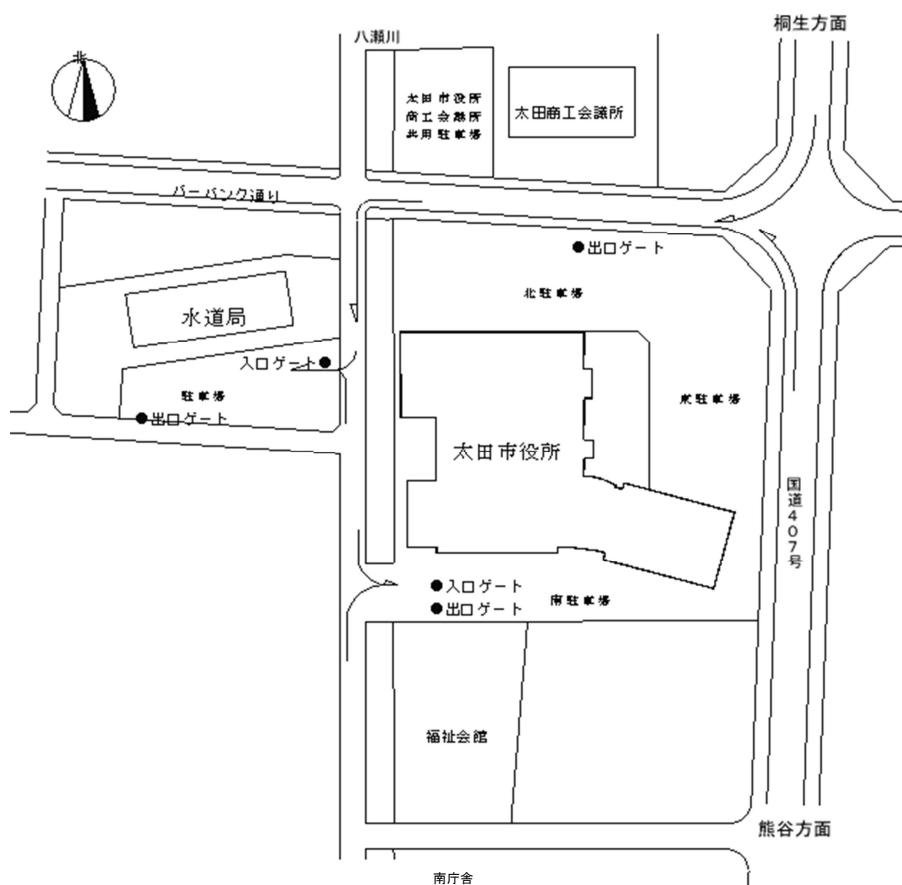 桐生方面
八瀬川
北
太田市役所
商工会議所
共用駐車場
太田商工会議所
バーバンク通り
●出口ゲート
北駐車場
水道局
入口ゲート●
駐車場
●出口ゲート
東駐車場
太田市役所
国道407号
●入口ゲート
●出口ゲート
南駐車場
福祉会館
熊谷方面
南庁舎